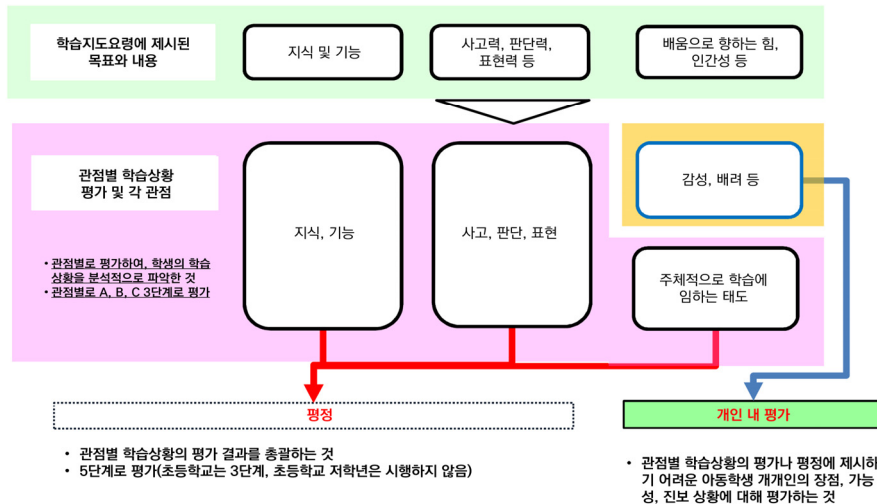 학습지도요령에 제시된
목표와 내용
지식 및 기능
사고력, 판단력,
표현력 등
배움으로 향하는 힘,
인간성 등
관점별 학습상황
평가 및 각 관점
• 관점별로 평가하여, 학생의 학습
상황을 분석적으로 파악한 것
• 관점별로 A, B, C 3단계로 평가
지식, 기능
사고, 판단, 표현
감성, 배려 등
주체적으로 학습에
임하는 태도
평정
• 관점별 학습상황의 평가 결과를 총괄하는 것
• 5단계로 평가(초등학교는 3단계, 초등학교 저학년은 시행하지 않음)
개인 내 평가
• 관점별 학습상황의 평가나 평정에 제시하
기 어려운 아동학생 개개인의 장점, 가능
성, 진보 상황에 대해 평가하는 것